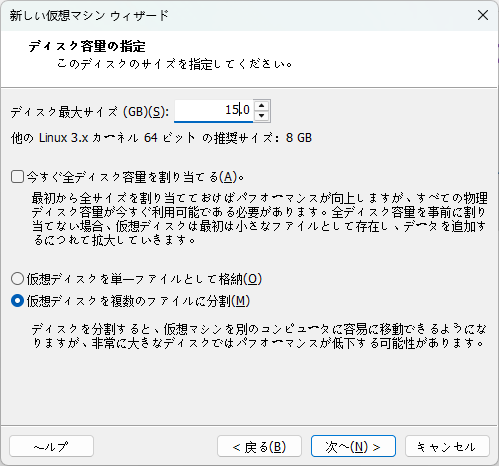 新しい仮想マシン ウィザード
ディスク容量の指定
このディスクのサイズを指定してください。
ディスク最大サイズ (GB)(S): 15.0
他の Linux 3.x カーネル 64 ビット の推奨サイズ: 8 GB
今すぐ全ディスク容量を割り当てる(A)。
最初から全サイズを割り当てておけばパフォーマンスが向上しますが、すべての物理
ディスク容量が今すぐ利用可能である必要があります。全ディスク容量を事前に割り
当てない場合、仮想ディスクは最初は小さなファイルとして存在し、データを追加す
るにつれて拡大していきます。
仮想ディスクを単一ファイルとして格納(O)
仮想ディスクを複数のファイルに分割(M)
ディスクを分割すると、仮想マシンを別のコンピュータに容易に移動できるようにな
りますが、非常に大きなディスクではパフォーマンスが低下する可能性があります。
ヘルプ < 戻る(B) 次へ(N) > キャンセル